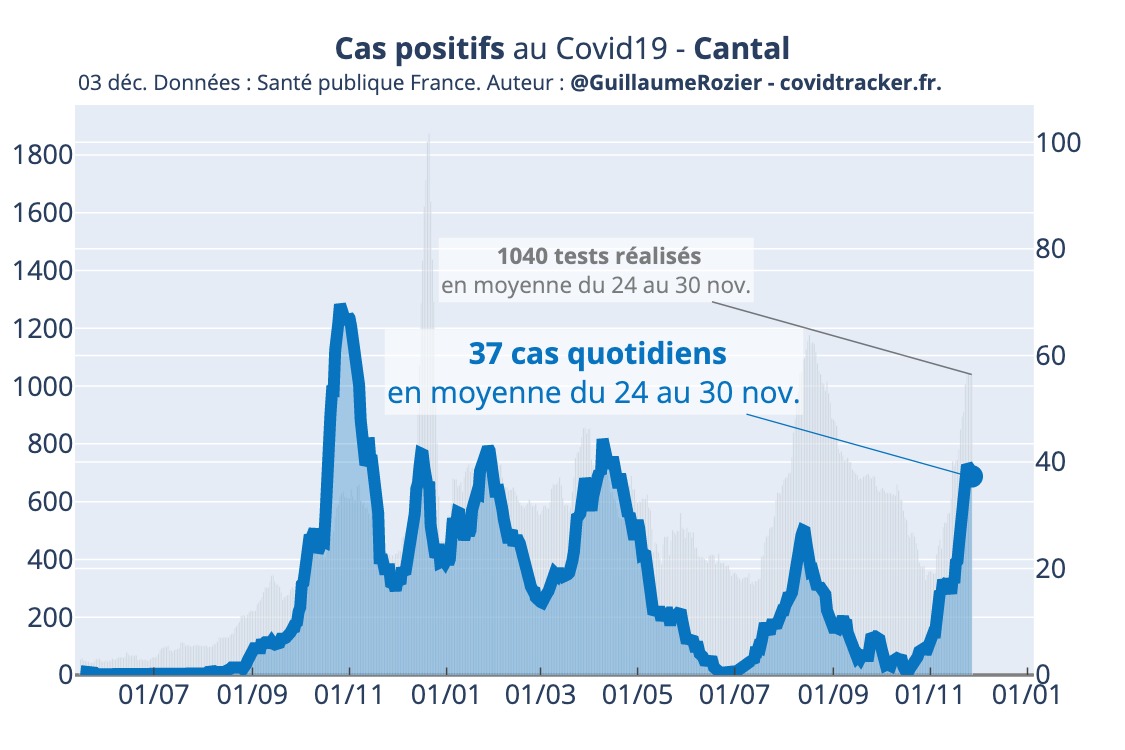 Cas positifs au Covid19 - Cantal
03 déc. Données : Santé publique France. Auteur : @GuillaumeRozier - covidtracker.fr.
1800
1600
1400
1200
1000
800
600
400
200
0
100
80
60
40
20
0
1040 tests réalisés
en moyenne du 24 au 30 nov.
37 cas quotidiens
en moyenne du 24 au 30 nov.
01/07 01/09 01/11 01/01 01/03 01/05 01/07 01/09 01/11 01/01